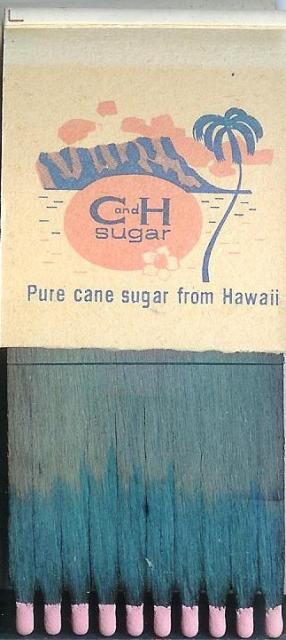 C and H
sugar
Pure cane sugar from Hawaii